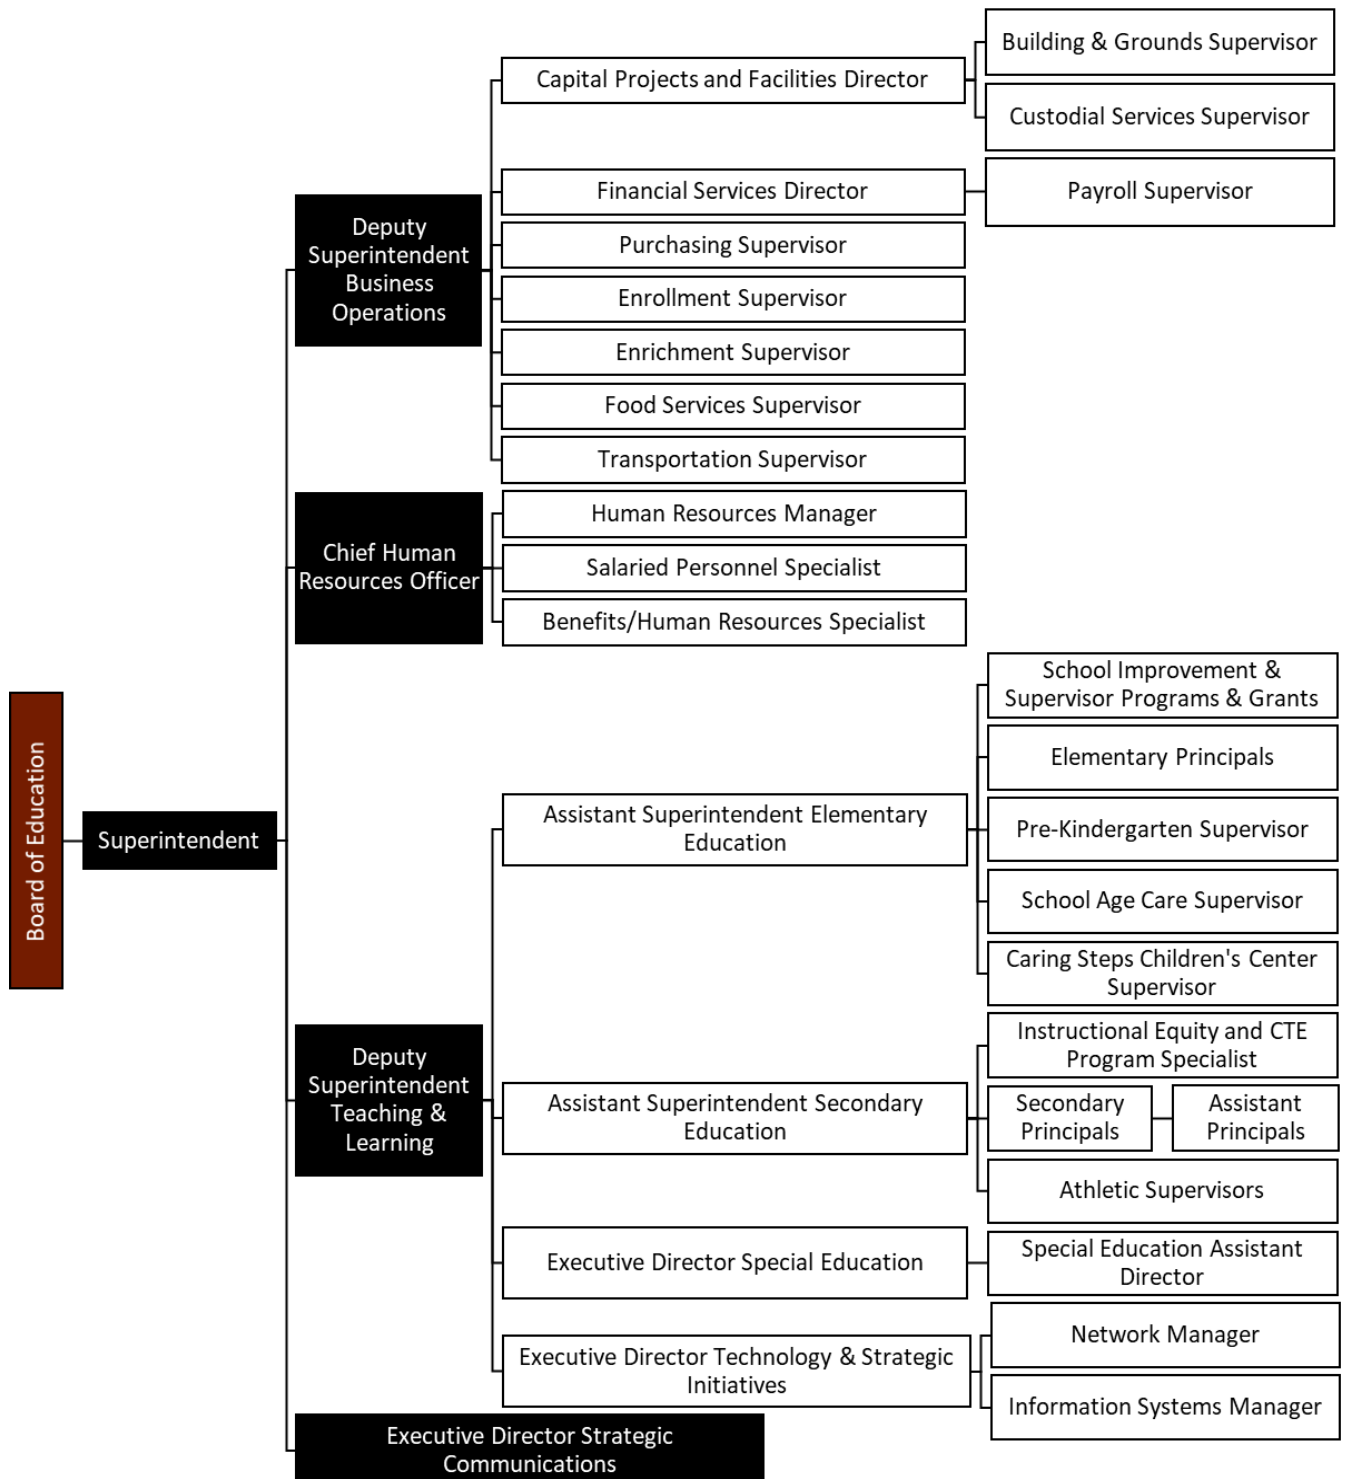 Board of Education
Superintendent
Deputy
Superintendent
Business
Operations
Capital Projects and Facilities Director
Building & Grounds Supervisor
Custodial Services Supervisor
Financial Services Director
Payroll Supervisor
Purchasing Supervisor
Enrollment Supervisor
Enrichment Supervisor
Food Services Supervisor
Transportation Supervisor
Chief Human
Resources Officer
Human Resources Manager
Salaried Personnel Specialist
Benefits/Human Resources Specialist
Deputy
Superintendent
Teaching &
Learning
Assistant Superintendent Elementary
Education
School Improvement &
Supervisor Programs & Grants
Elementary Principals
Pre-Kindergarten Supervisor
School Age Care Supervisor
Caring Steps Children's Center
Supervisor
Assistant Superintendent Secondary
Education
Instructional Equity and CTE
Program Specialist
Secondary
Principals
Assistant
Principals
Athletic Supervisors
Executive Director Special Education
Special Education Assistant
Director
Executive Director Technology & Strategic
Initiatives
Network Manager
Information Systems Manager
Executive Director Strategic
Communications